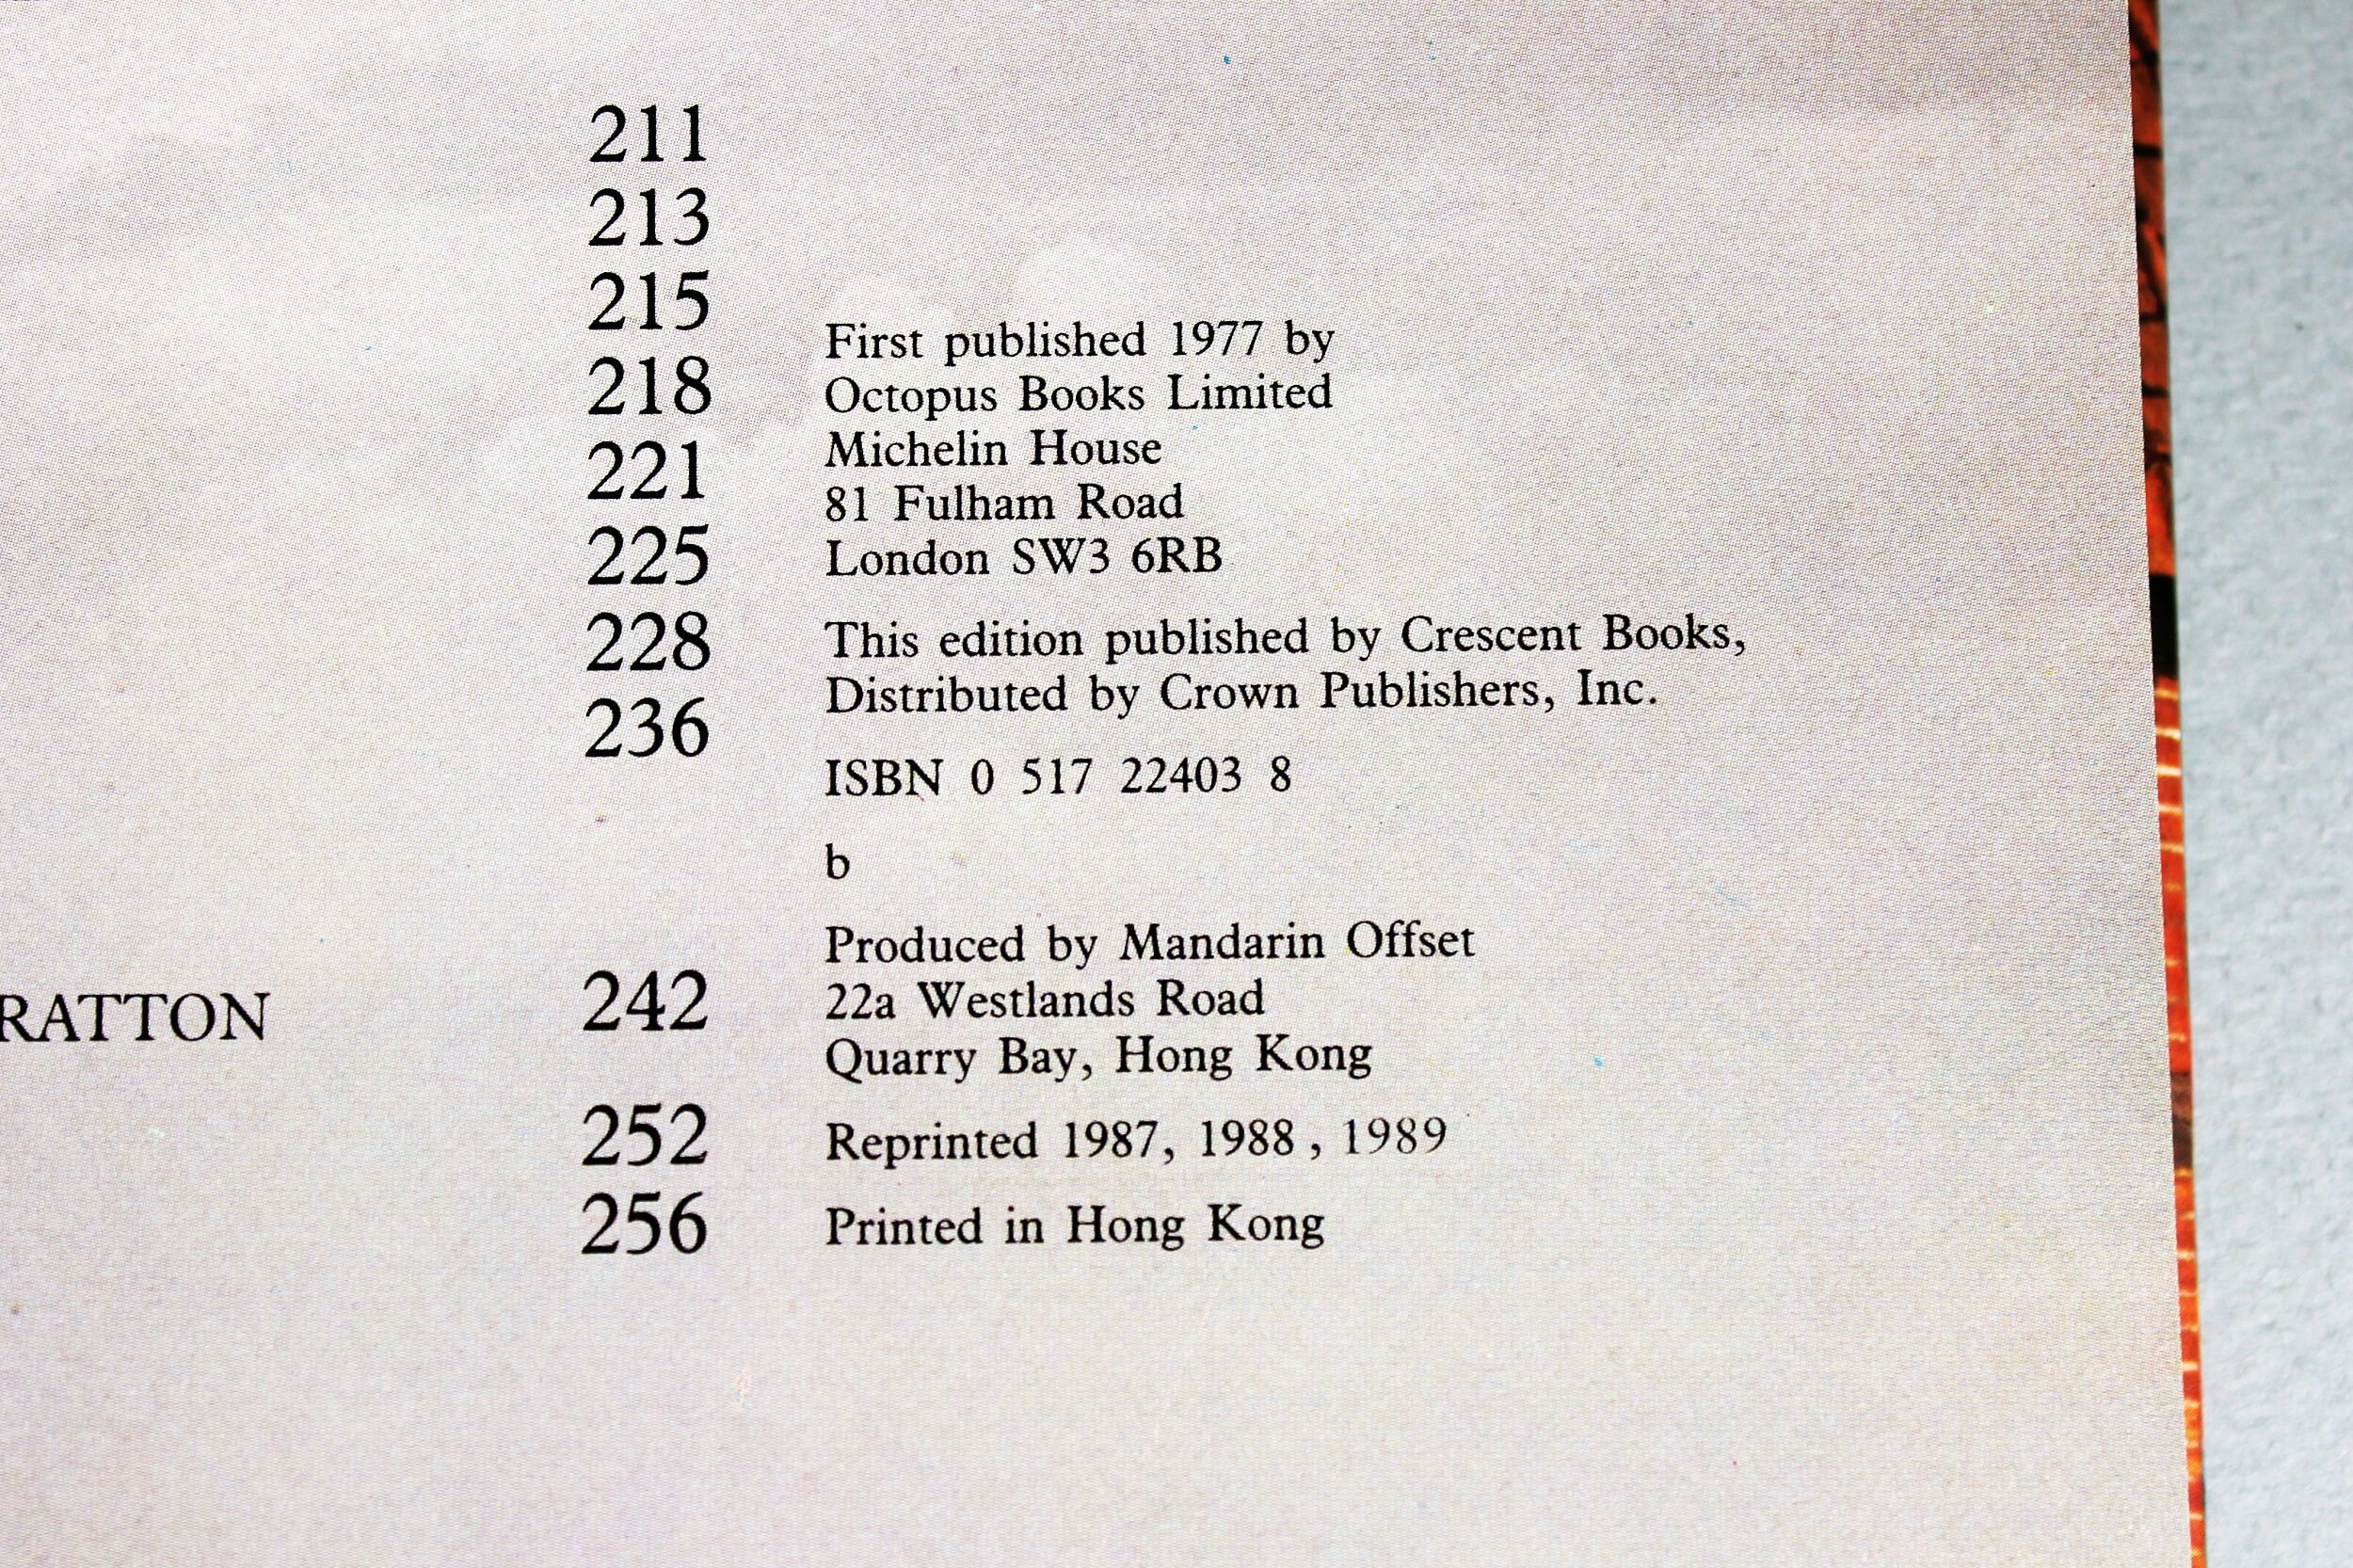 211
213
215
218
221
225
228
236
RATTON 242
252
256
First published 1977 by
Octopus Books Limited
Michelin House
81 Fulham Road
London SW3 6RB
This edition published by Crescent Books,
Distributed by Crown Publishers, Inc.
ISBN 0 517 22403 8
b
Produced by Mandarin Offset
22a Westlands Road
Quarry Bay, Hong Kong
Reprinted 1987, 1988 , 1989
Printed in Hong Kong